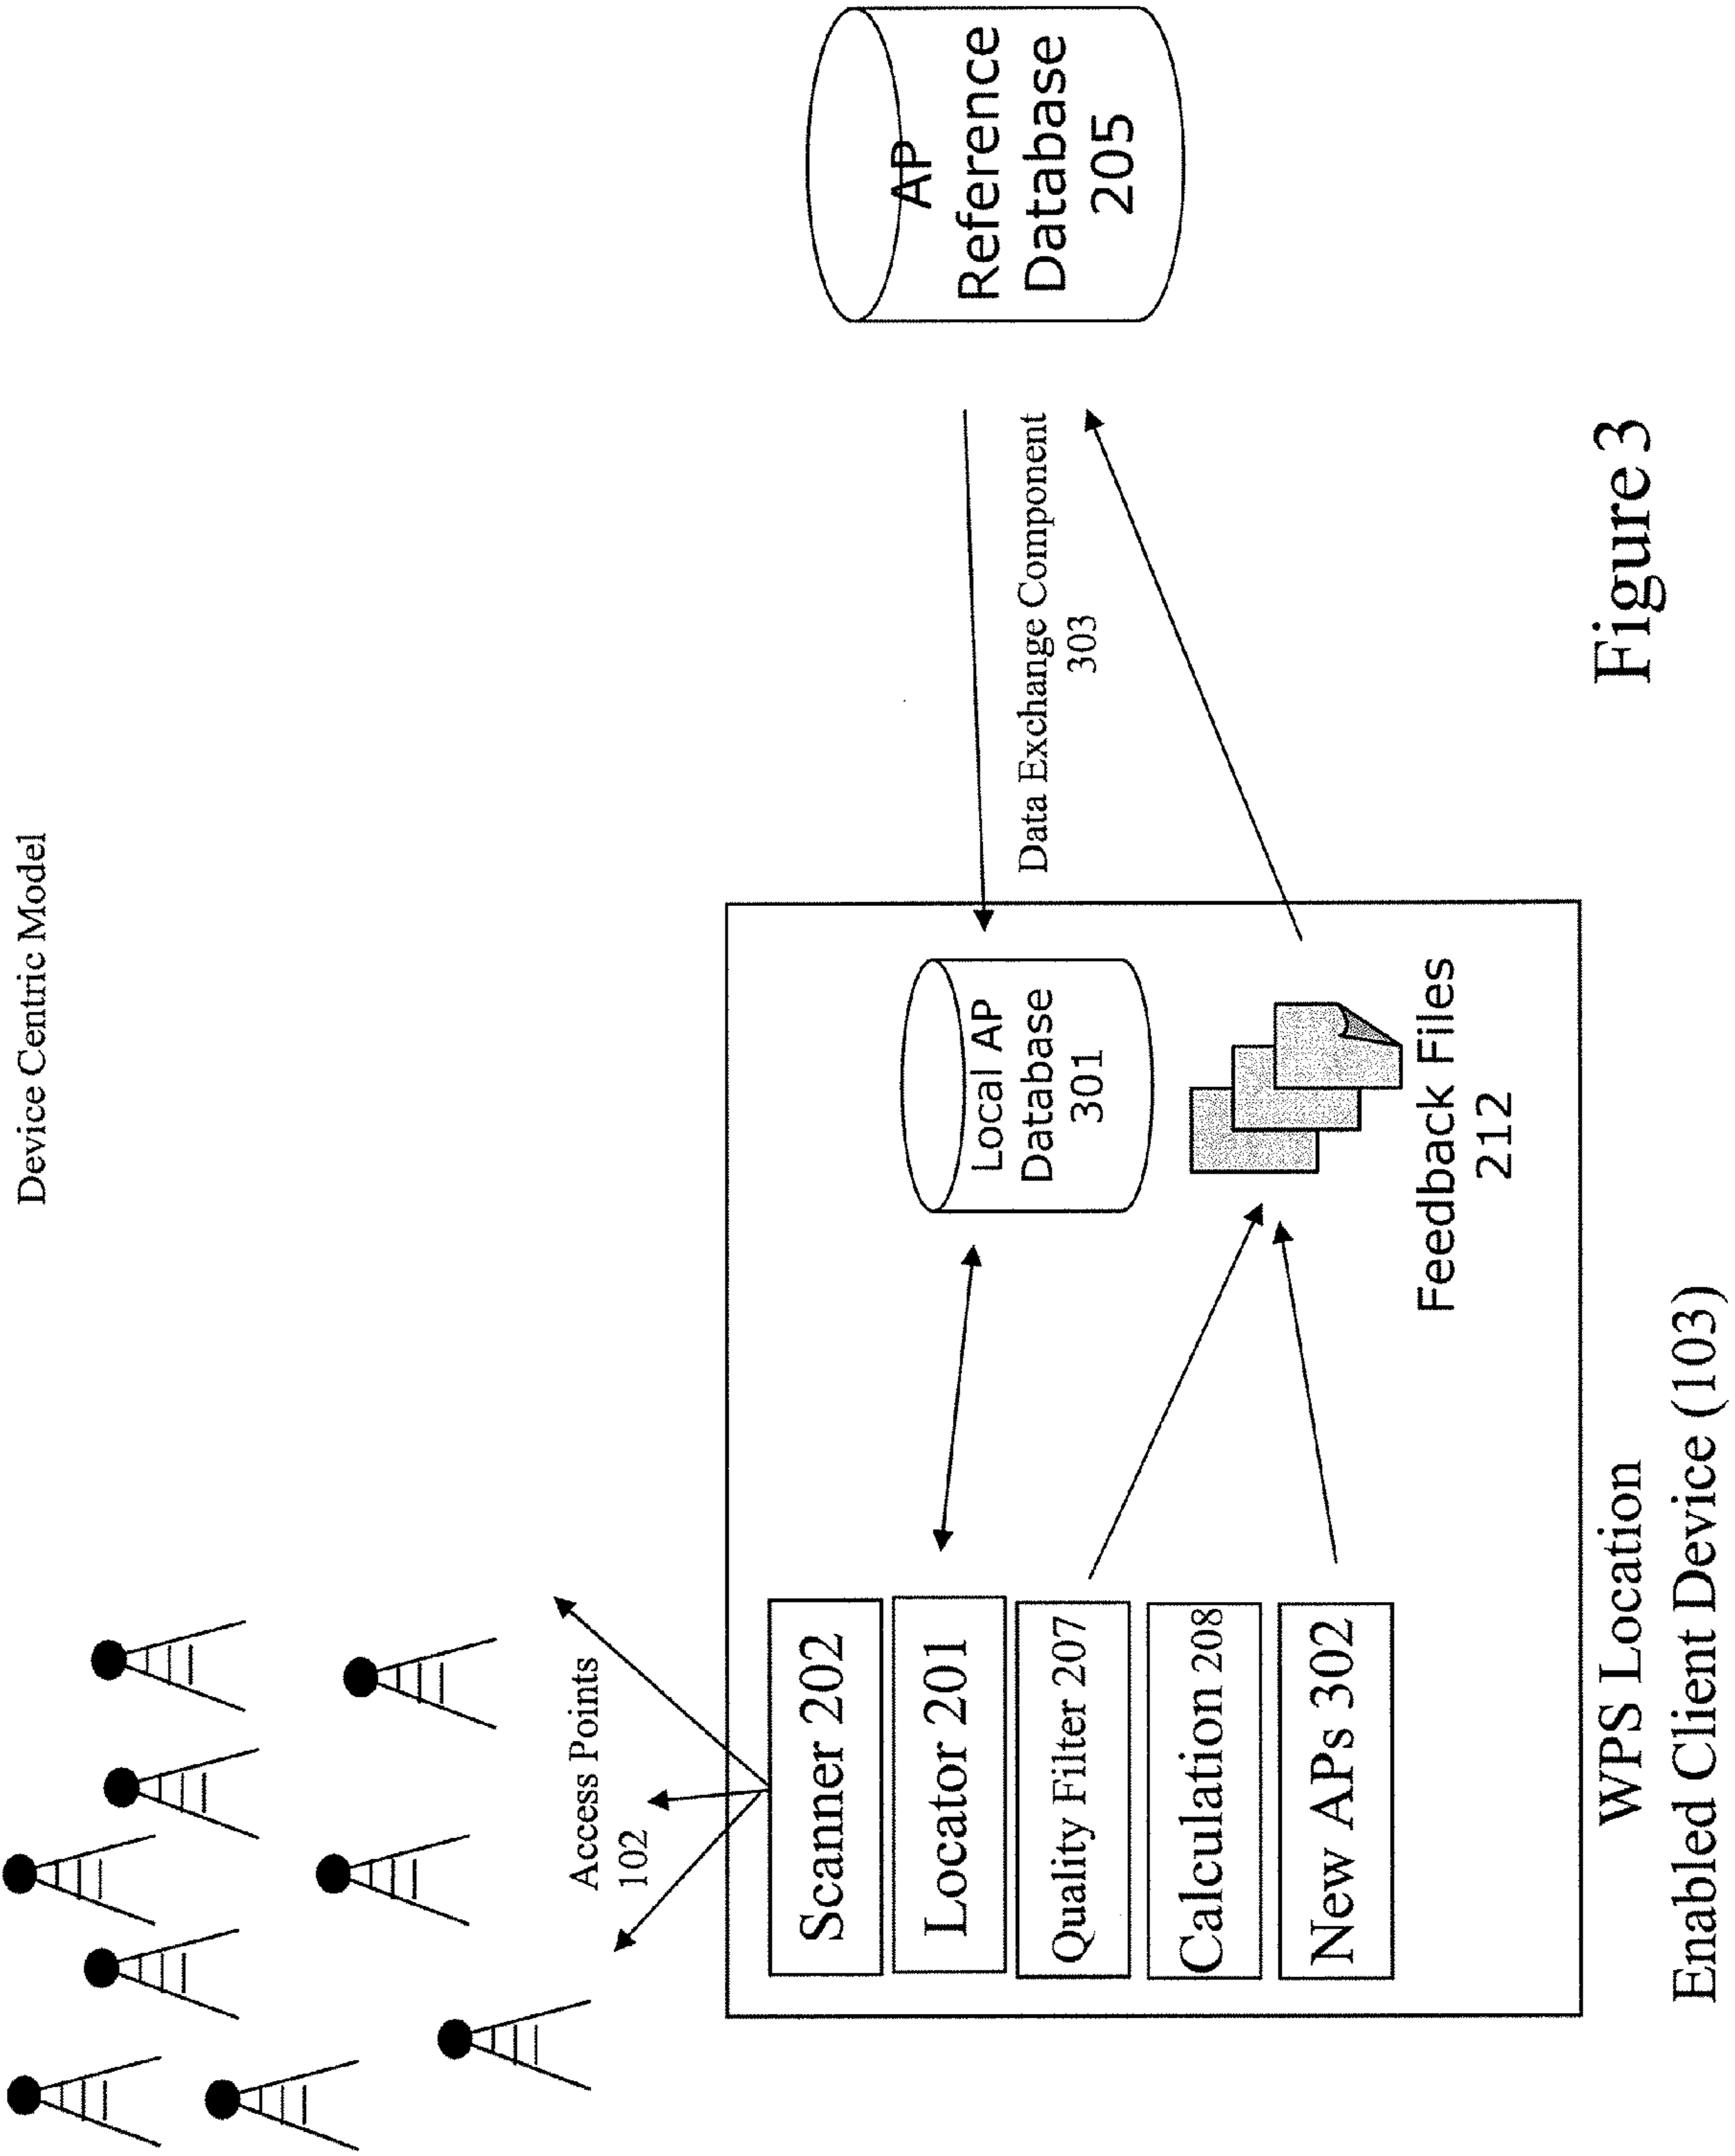 Device Centric Model
Access Points
102
Scanner 202
Locator 201
Quality Filter 207
Calculation 208
New APs 302
Local AP
Database
301
Feedback Files
212
Data Exchange Component
303
AP
Reference
Database
205
WPS Location
Enabled Client Device (103)
Figure 3